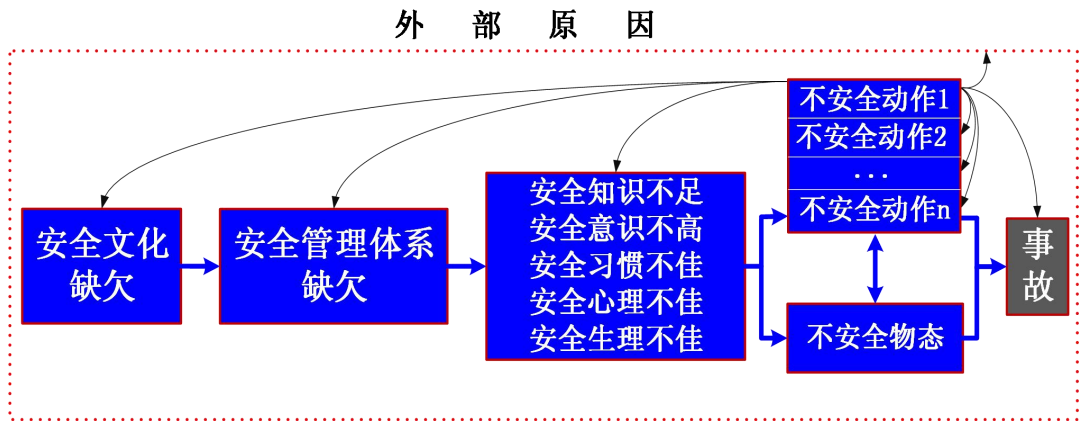 外部原因
安全文化
缺欠
安全管理体系
缺欠
安全知识不足
安全意识不高
安全习惯不佳
安全心理不佳
安全生理不佳
不安全动作1
不安全动作2
...
不安全动作n
不安全物态
事
故